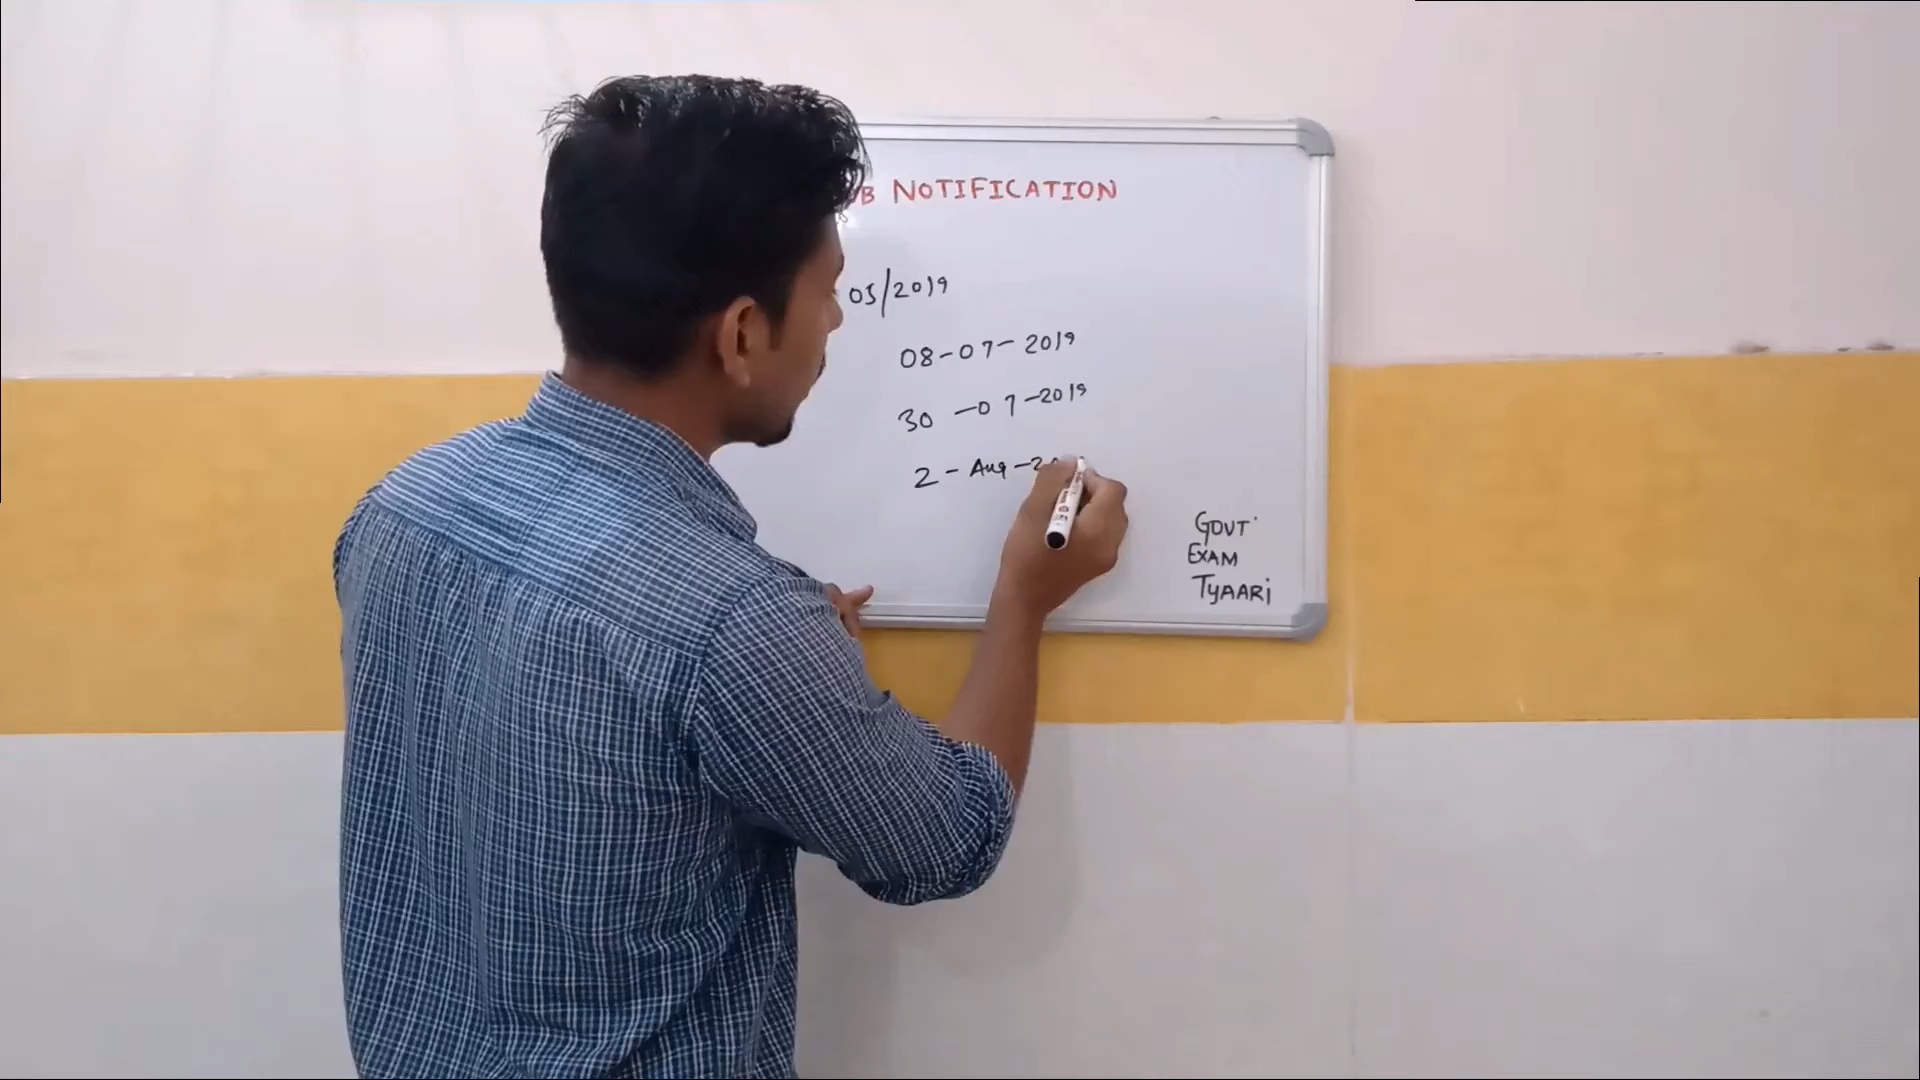 NOTIFICATION
05/2019
08-07-2019
30-07-2019
2-Aug-
GOVT
EXAM
TYAARi